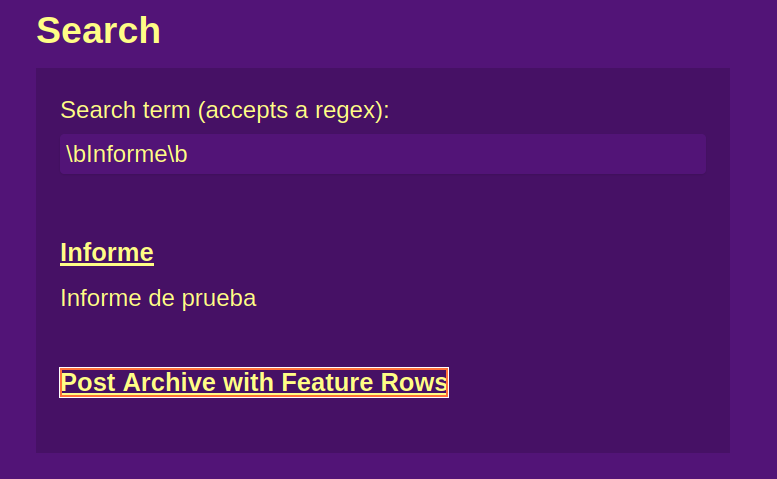 Search
Search term (accepts a regex):
\bInforme\b
Informe
Informe de prueba
Post Archive with Feature Rows